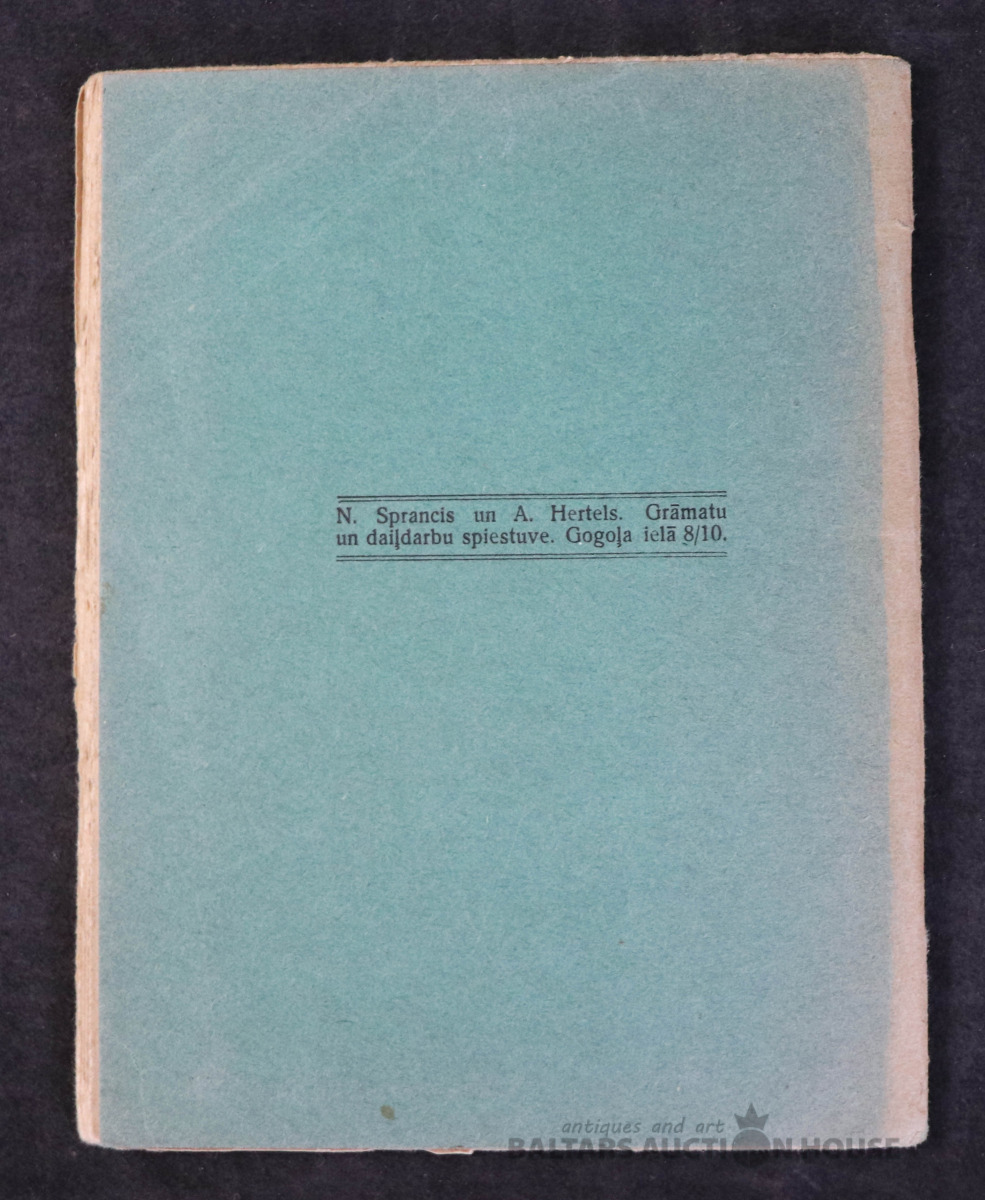 N. Sprancis un A. Hertels. Grāmatu
un daiļdarbu spiestuve. Gogoļa ielā 8/10.
antiques and art
BALTARS AUCTION HOUSE